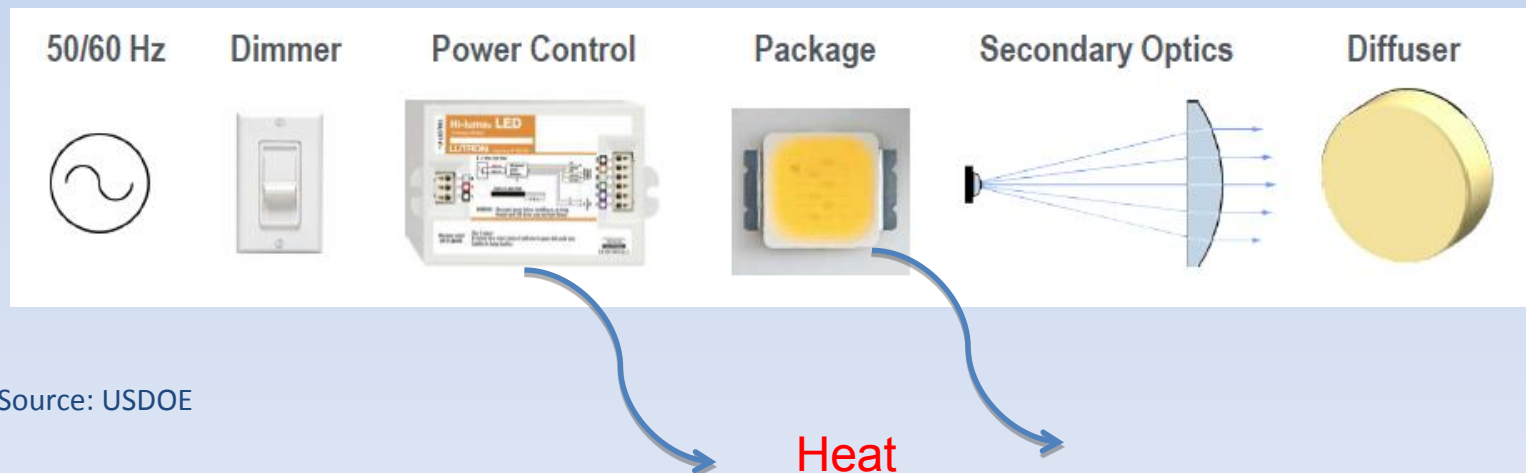 50/60 Hz Dimmer Power Control Package Secondary Optics Diffuser
Hi-lume LED
LUTRON
Source: USDOE
Heat